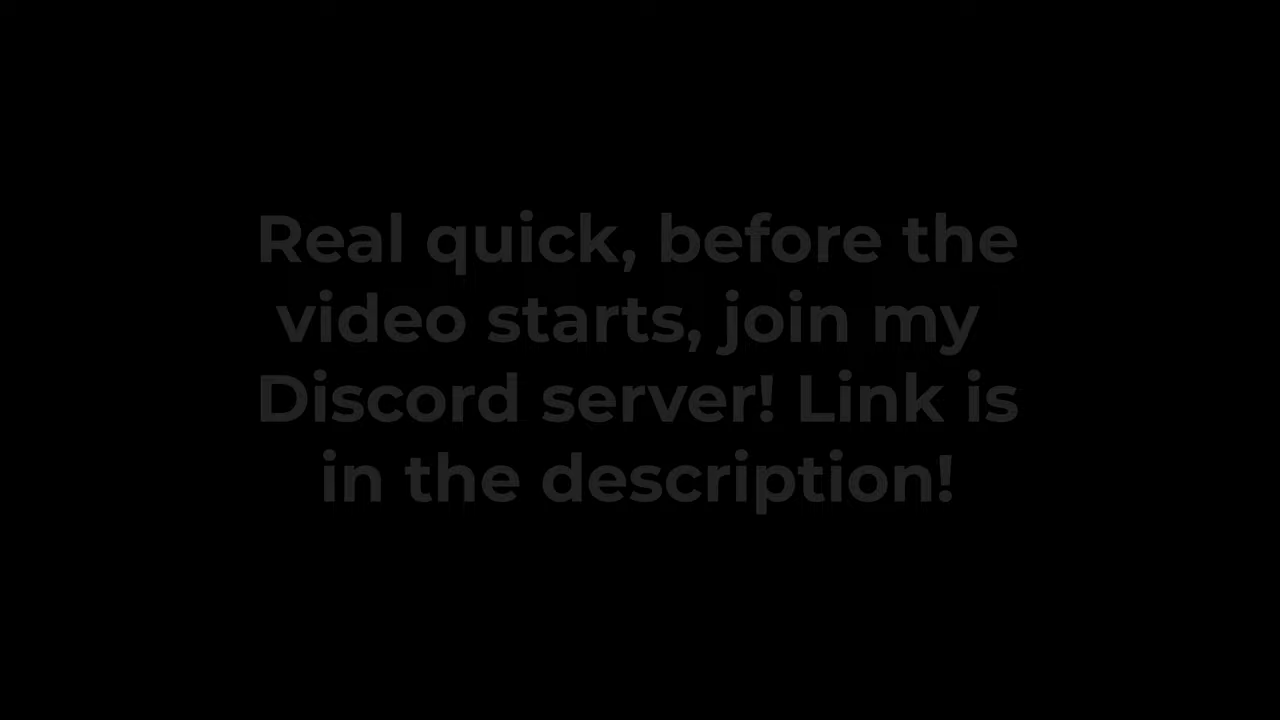 Real quick, before the
video starts, join my
Discord server! Link is
in the description!